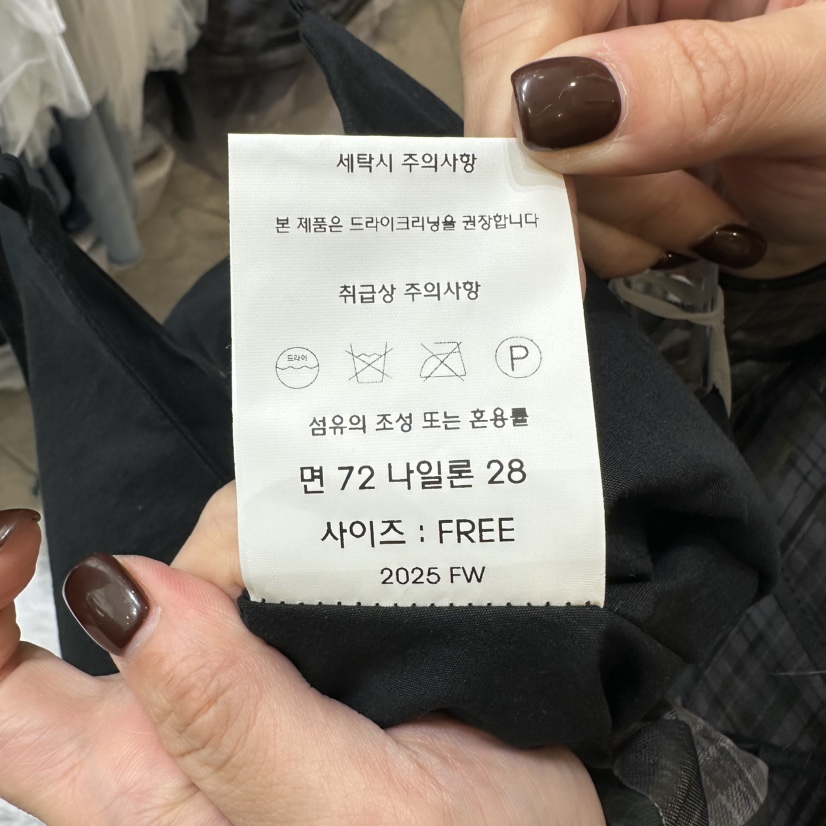 세탁시 주의사항
본 제품은 드라이크리닝을 권장합니다
취급상 주의사항
드라이 P
섬유의 조성 또는 혼용률
면 72 나일론 28
사이즈 : FREE
2025 FW